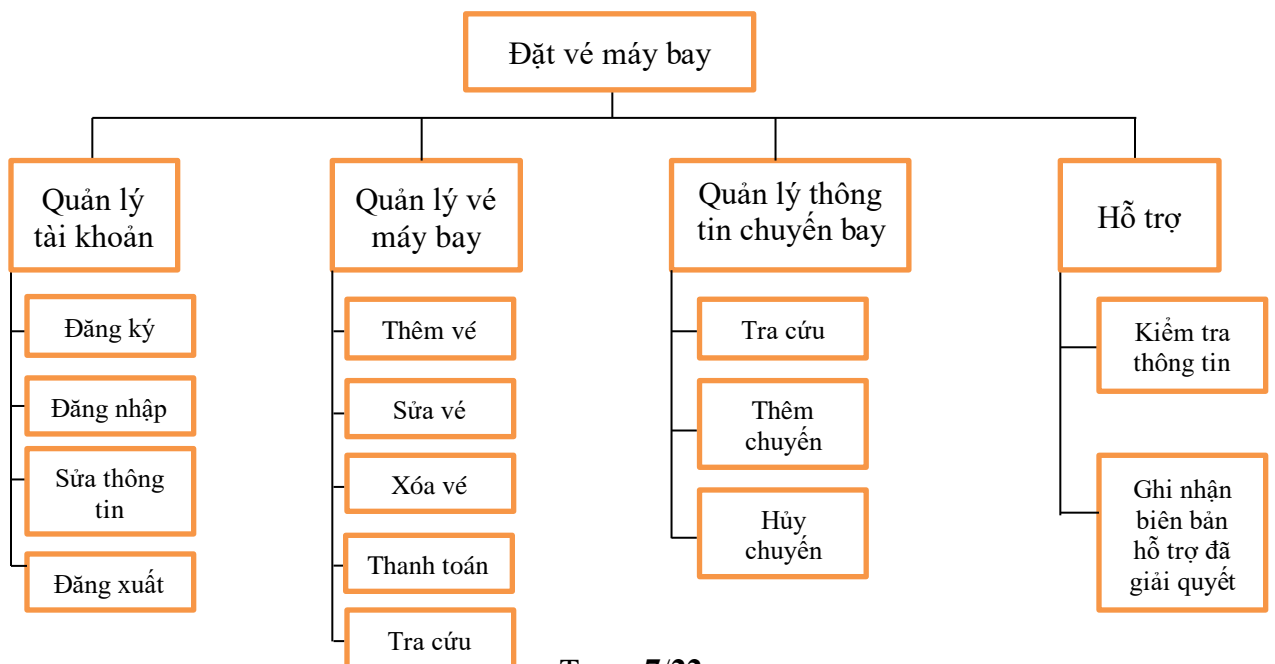 Đặt vé máy bay
Quản lý
tài khoản
Đăng ký
Đăng nhập
Sửa thông
tin
Đăng xuất
Quản lý vé
máy bay
Thêm vé
Sửa vé
Xóa vé
Thanh toán
Tra cứu
Quản lý thông
tin chuyến bay
Tra cứu
Thêm
chuyến
Hủy
chuyến
Hỗ trợ
Kiểm tra
thông tin
Ghi nhận
biên bản
hỗ trợ đã
giải quyết
7/22